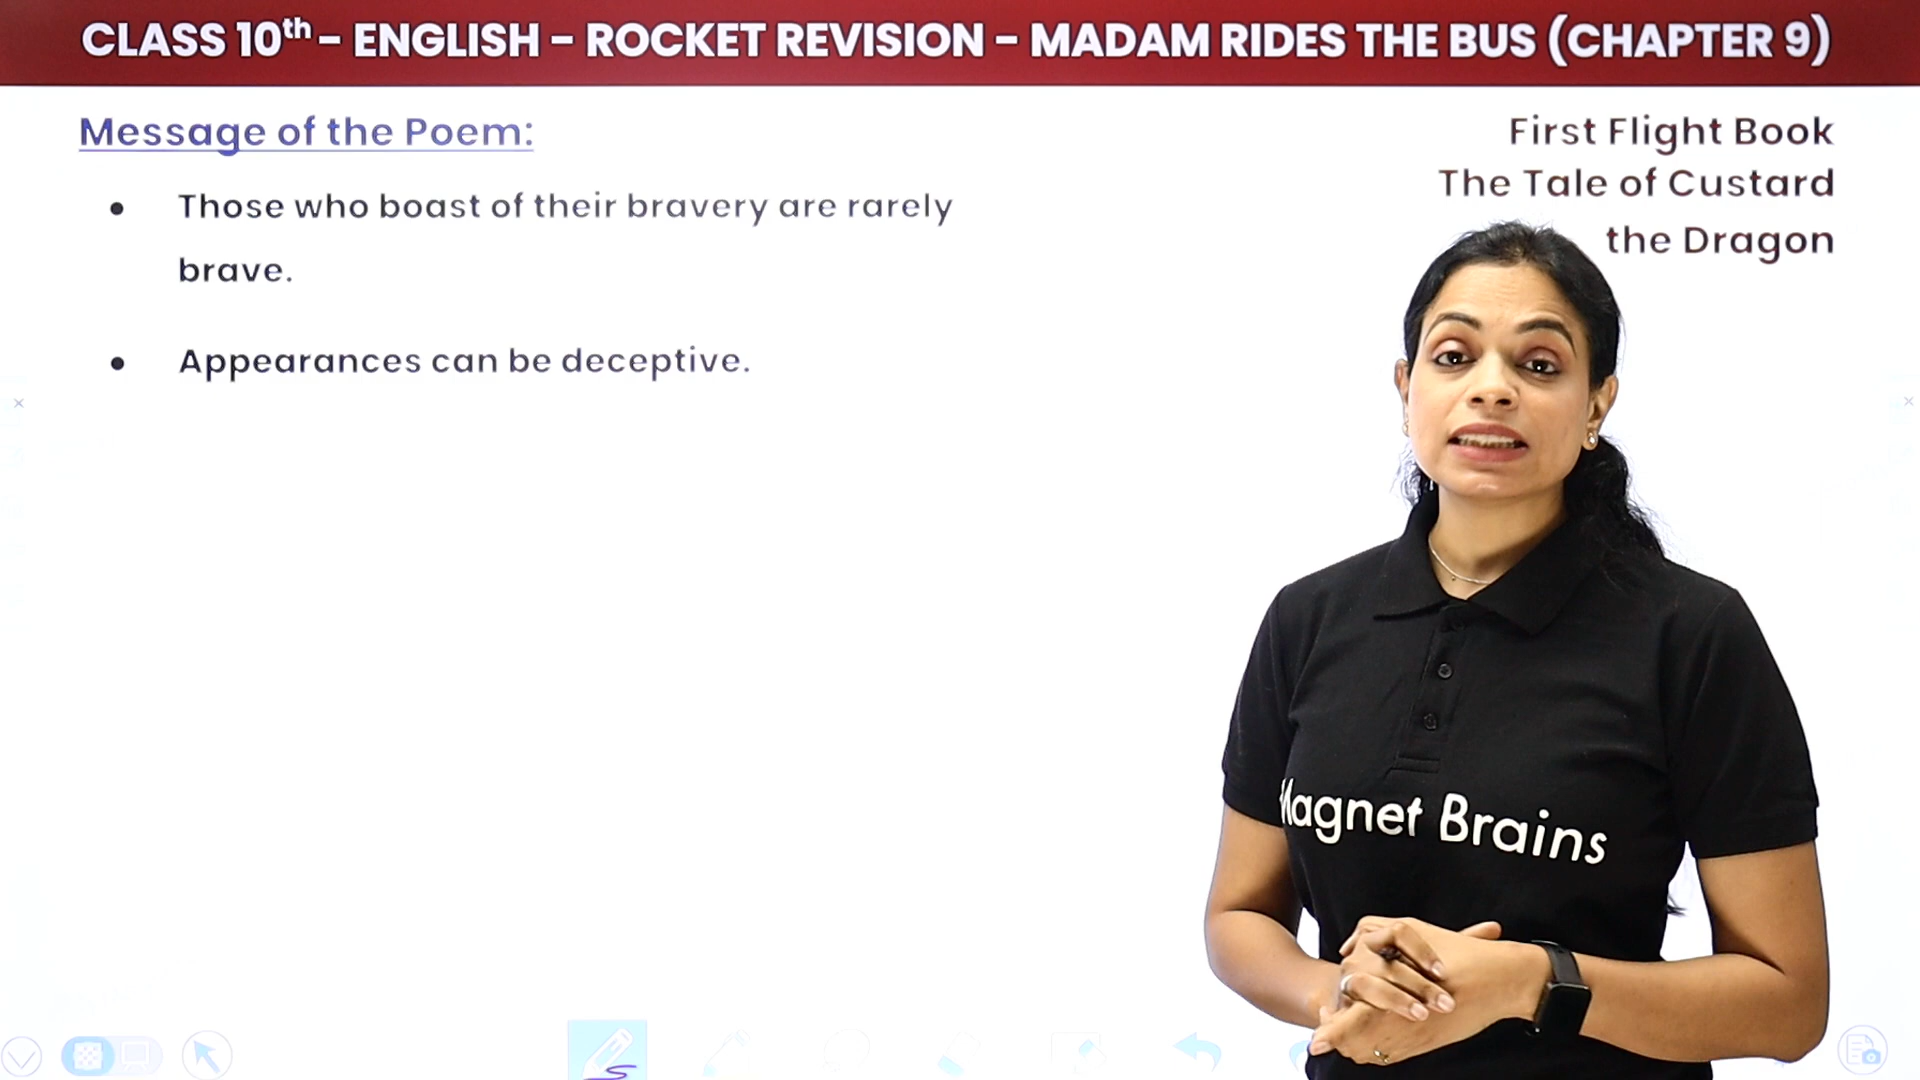 CLASS 10th - ENGLISH - ROCKET REVISION - MADAM RIDES THE BUS (CHAPTER 9)
Message of the Poem:
First Flight Book
The Tale of Custard
the Dragon
• Those who boast of their bravery are rarely
brave.
• Appearances can be deceptive.
Magnet Brains